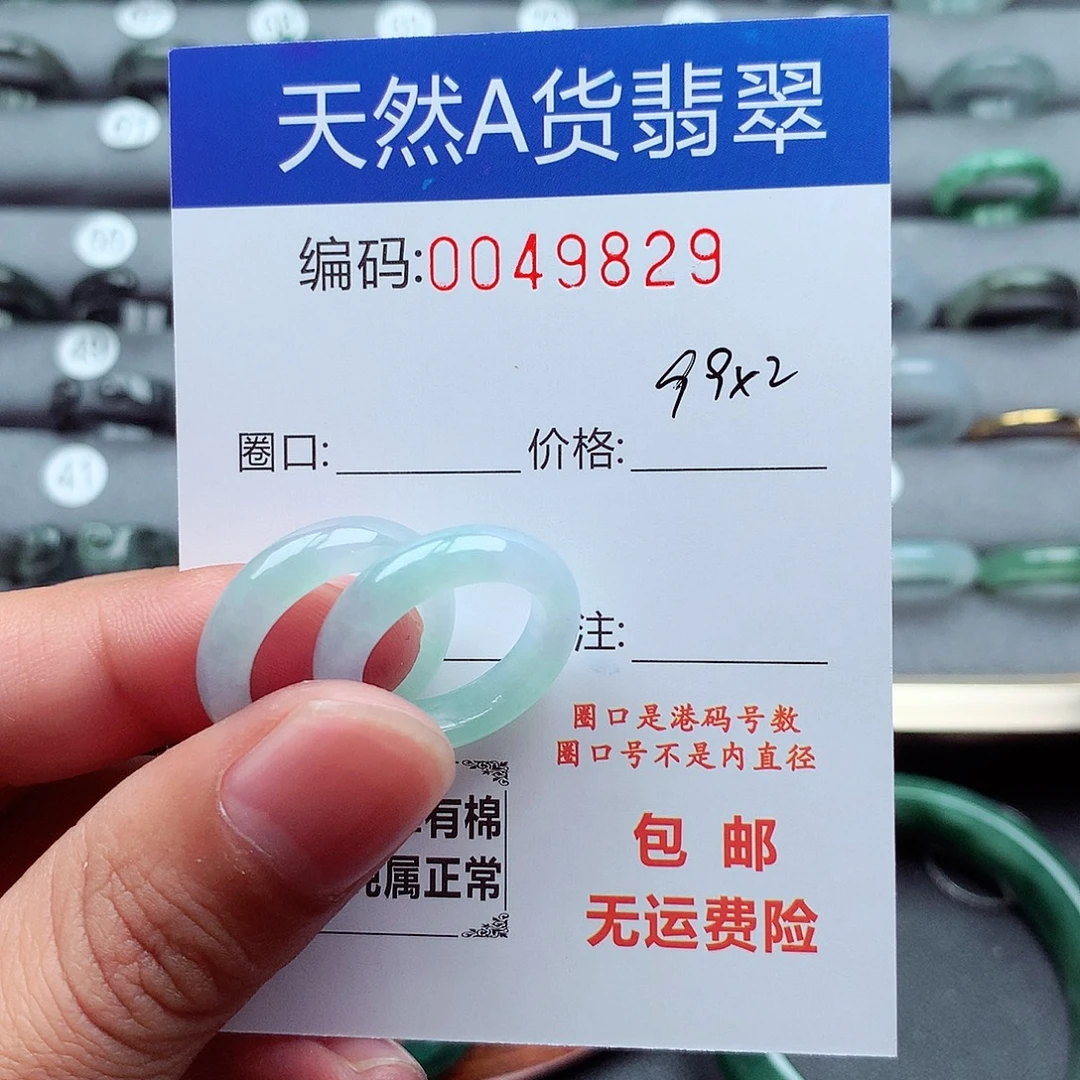 天然A货翡翠
编码:0049829
99x2
圈口: 价格:
注:
圈口是港码号数
圈口号不是内直径
有棉
属正常
包邮
无运费险
49
41